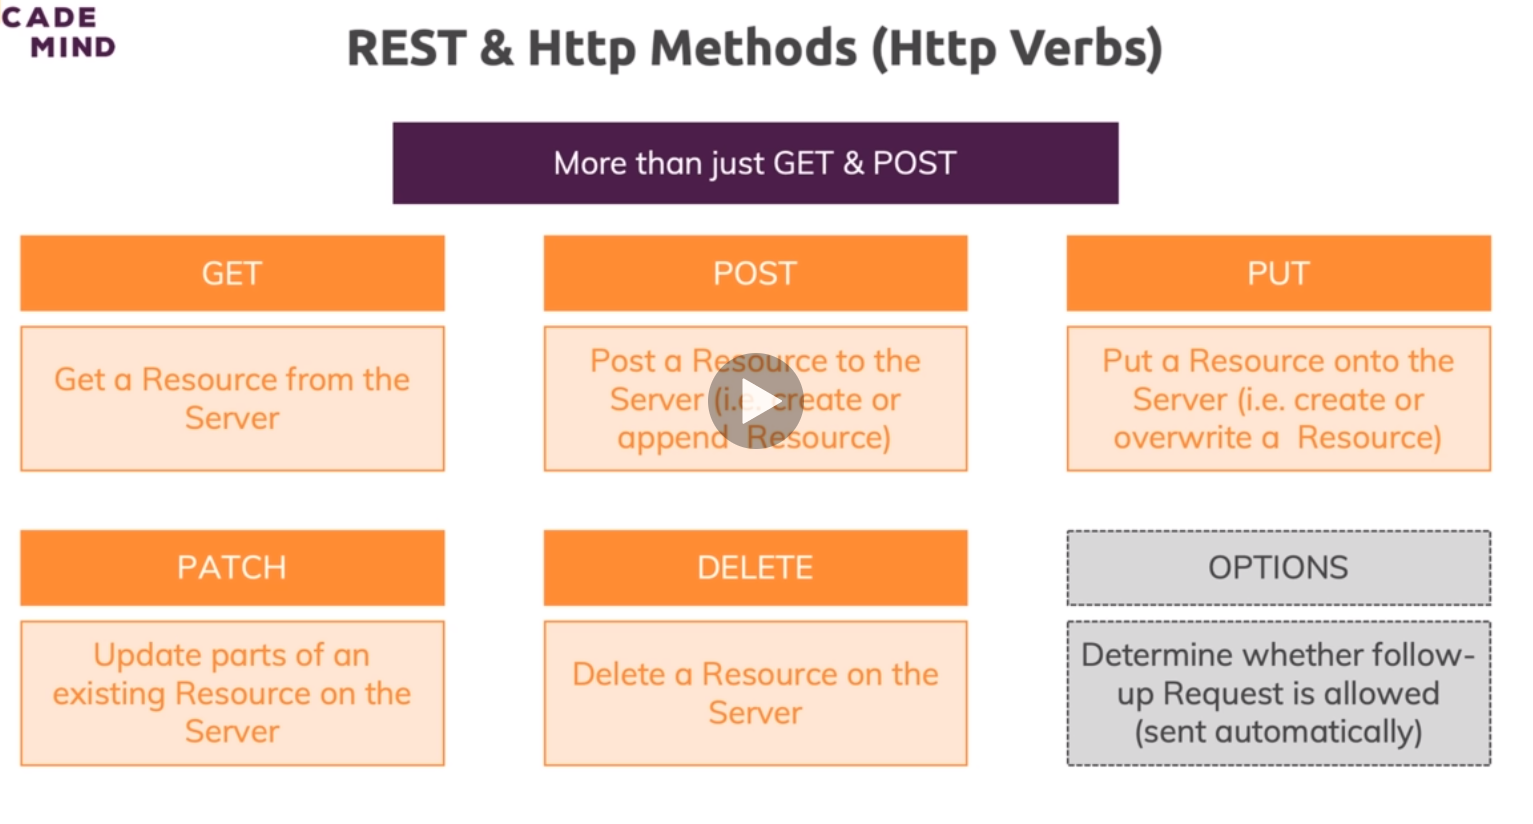 CADE
MIND
REST & Http Methods (Http Verbs)
More than just GET & POST
GET
POST
PUT
Get a Resource from the
Server
Post a Resource to the
Server (i.e. create or
append Resource)
Put a Resource onto the
Server (i.e. create or
overwrite a Resource)
PATCH
DELETE
OPTIONS
Update parts of an
existing Resource on the
Server
Delete a Resource on the
Server
Determine whether follow-
up Request is allowed
(sent automatically)